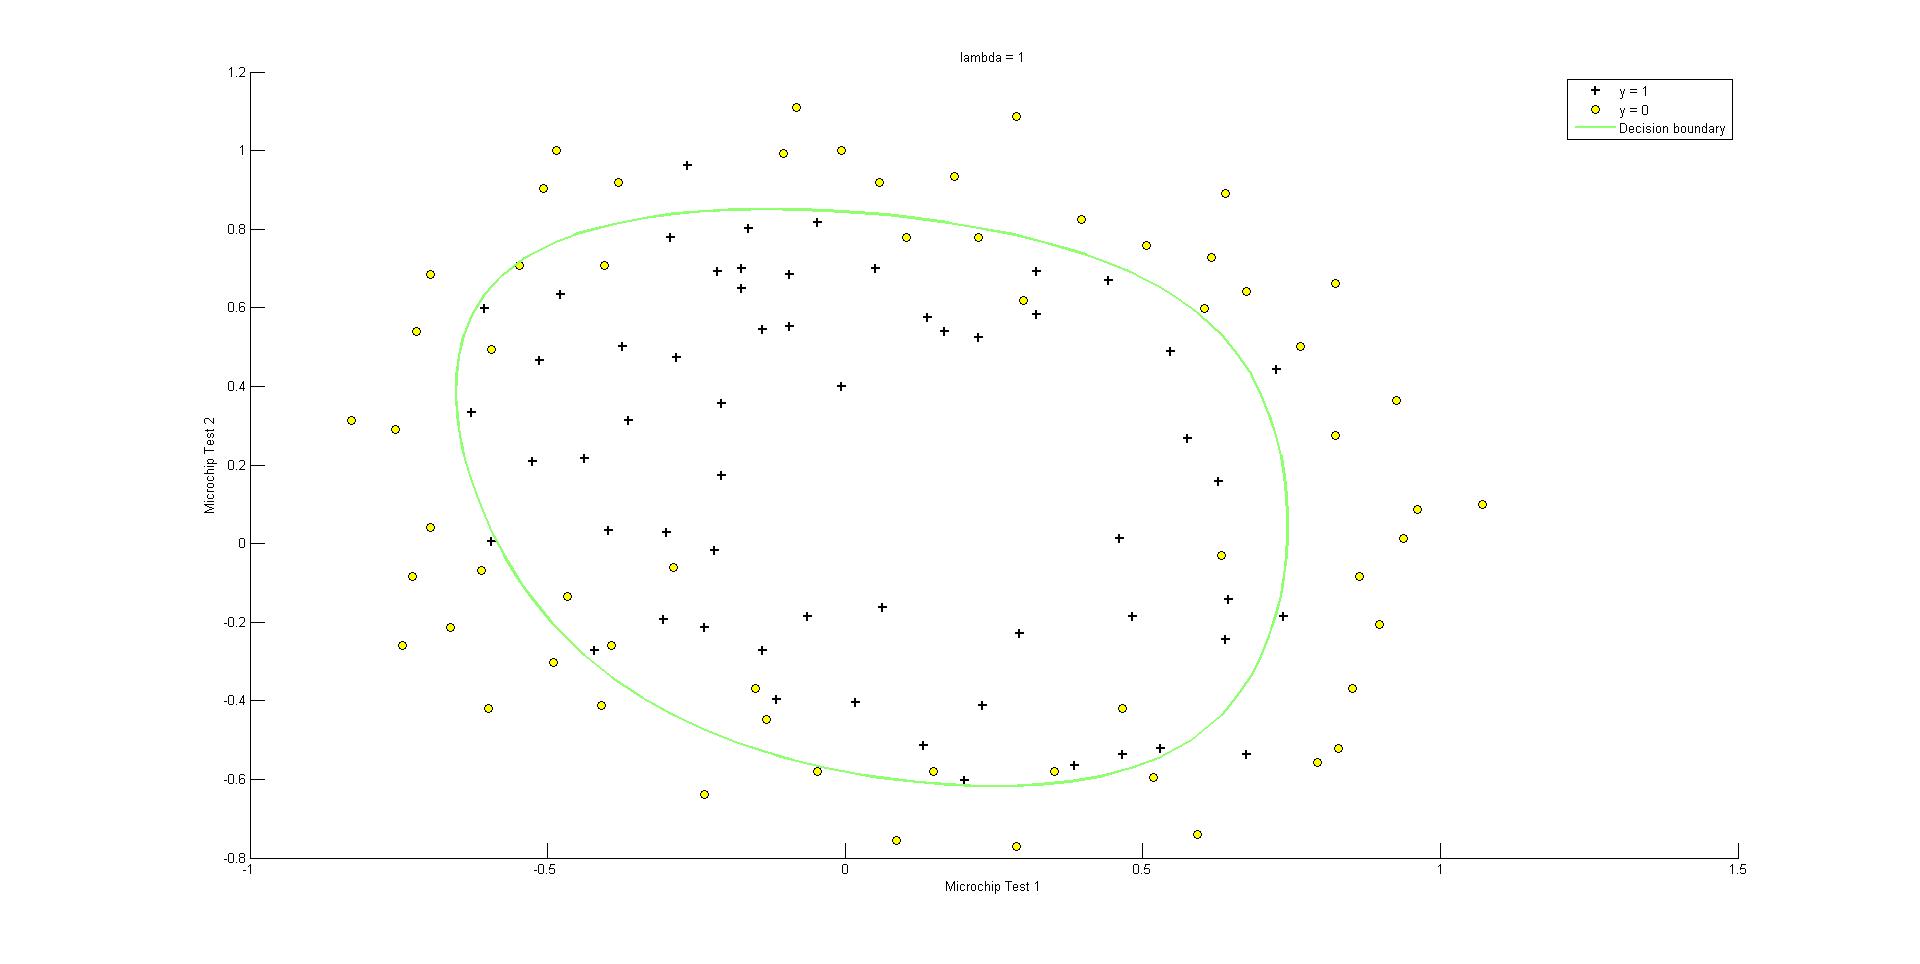 lambda = 1
y = 1
y = 0
Decision boundary
1.2
1
0.8
0.6
0.4
0.2
0
-0.2
-0.4
-0.6
-0.8
Microchip Test 2
-1
-0.5
0
0.5
1
1.5
Microchip Test 1